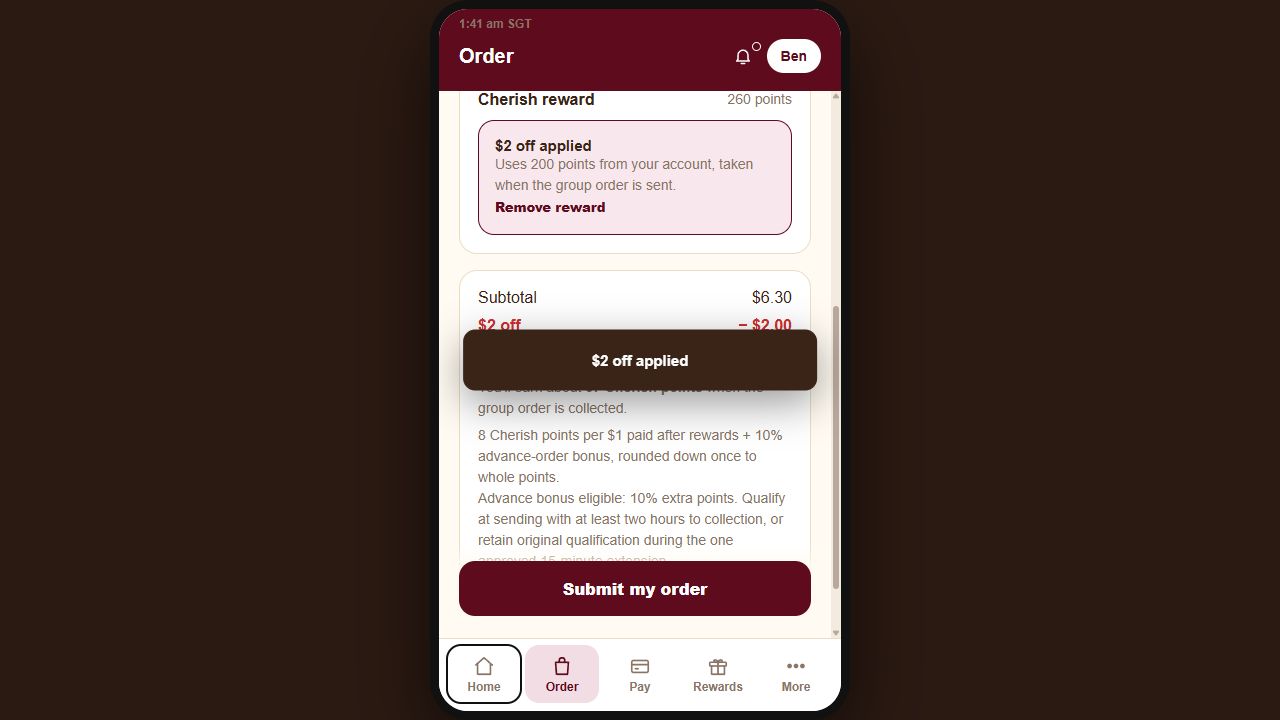 1:41 am SGT
Order
Ben
Cherish reward
260 points
$2 off applied
Uses 200 points from your account, taken
when the group order is sent.
Remove reward
Subtotal
$6.30
$2 off
− $2.00
$2 off applied
group order is collected.
8 Cherish points per $1 paid after rewards + 10%
advance-order bonus, rounded down once to
whole points.
Advance bonus eligible: 10% extra points. Qualify
at sending with at least two hours to collection, or
retain original qualification during the one
approved 15-minute extension.
Submit my order
Home
Order
Pay
Rewards
More